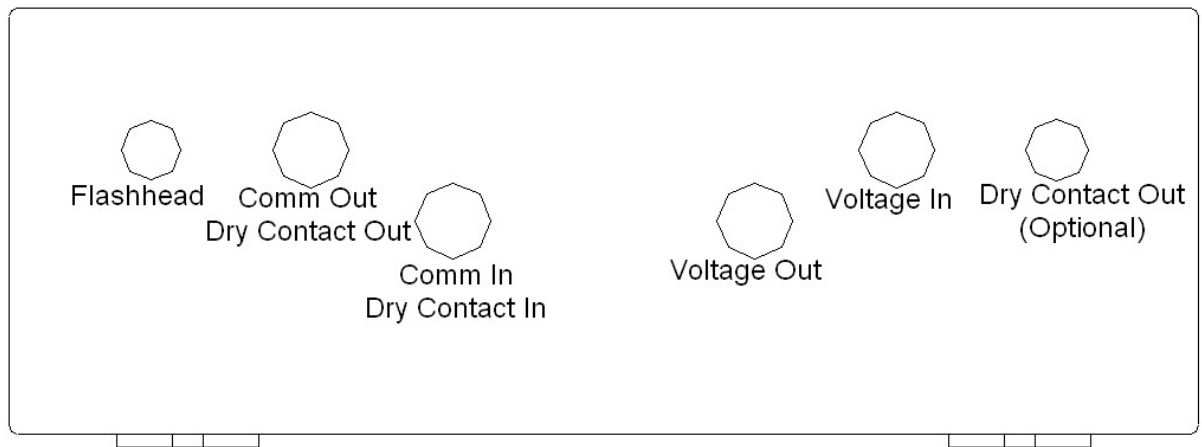 Flashhead
Comm Out
Dry Contact Out
Comm In
Dry Contact In
Voltage Out
Voltage In
Dry Contact Out
(Optional)